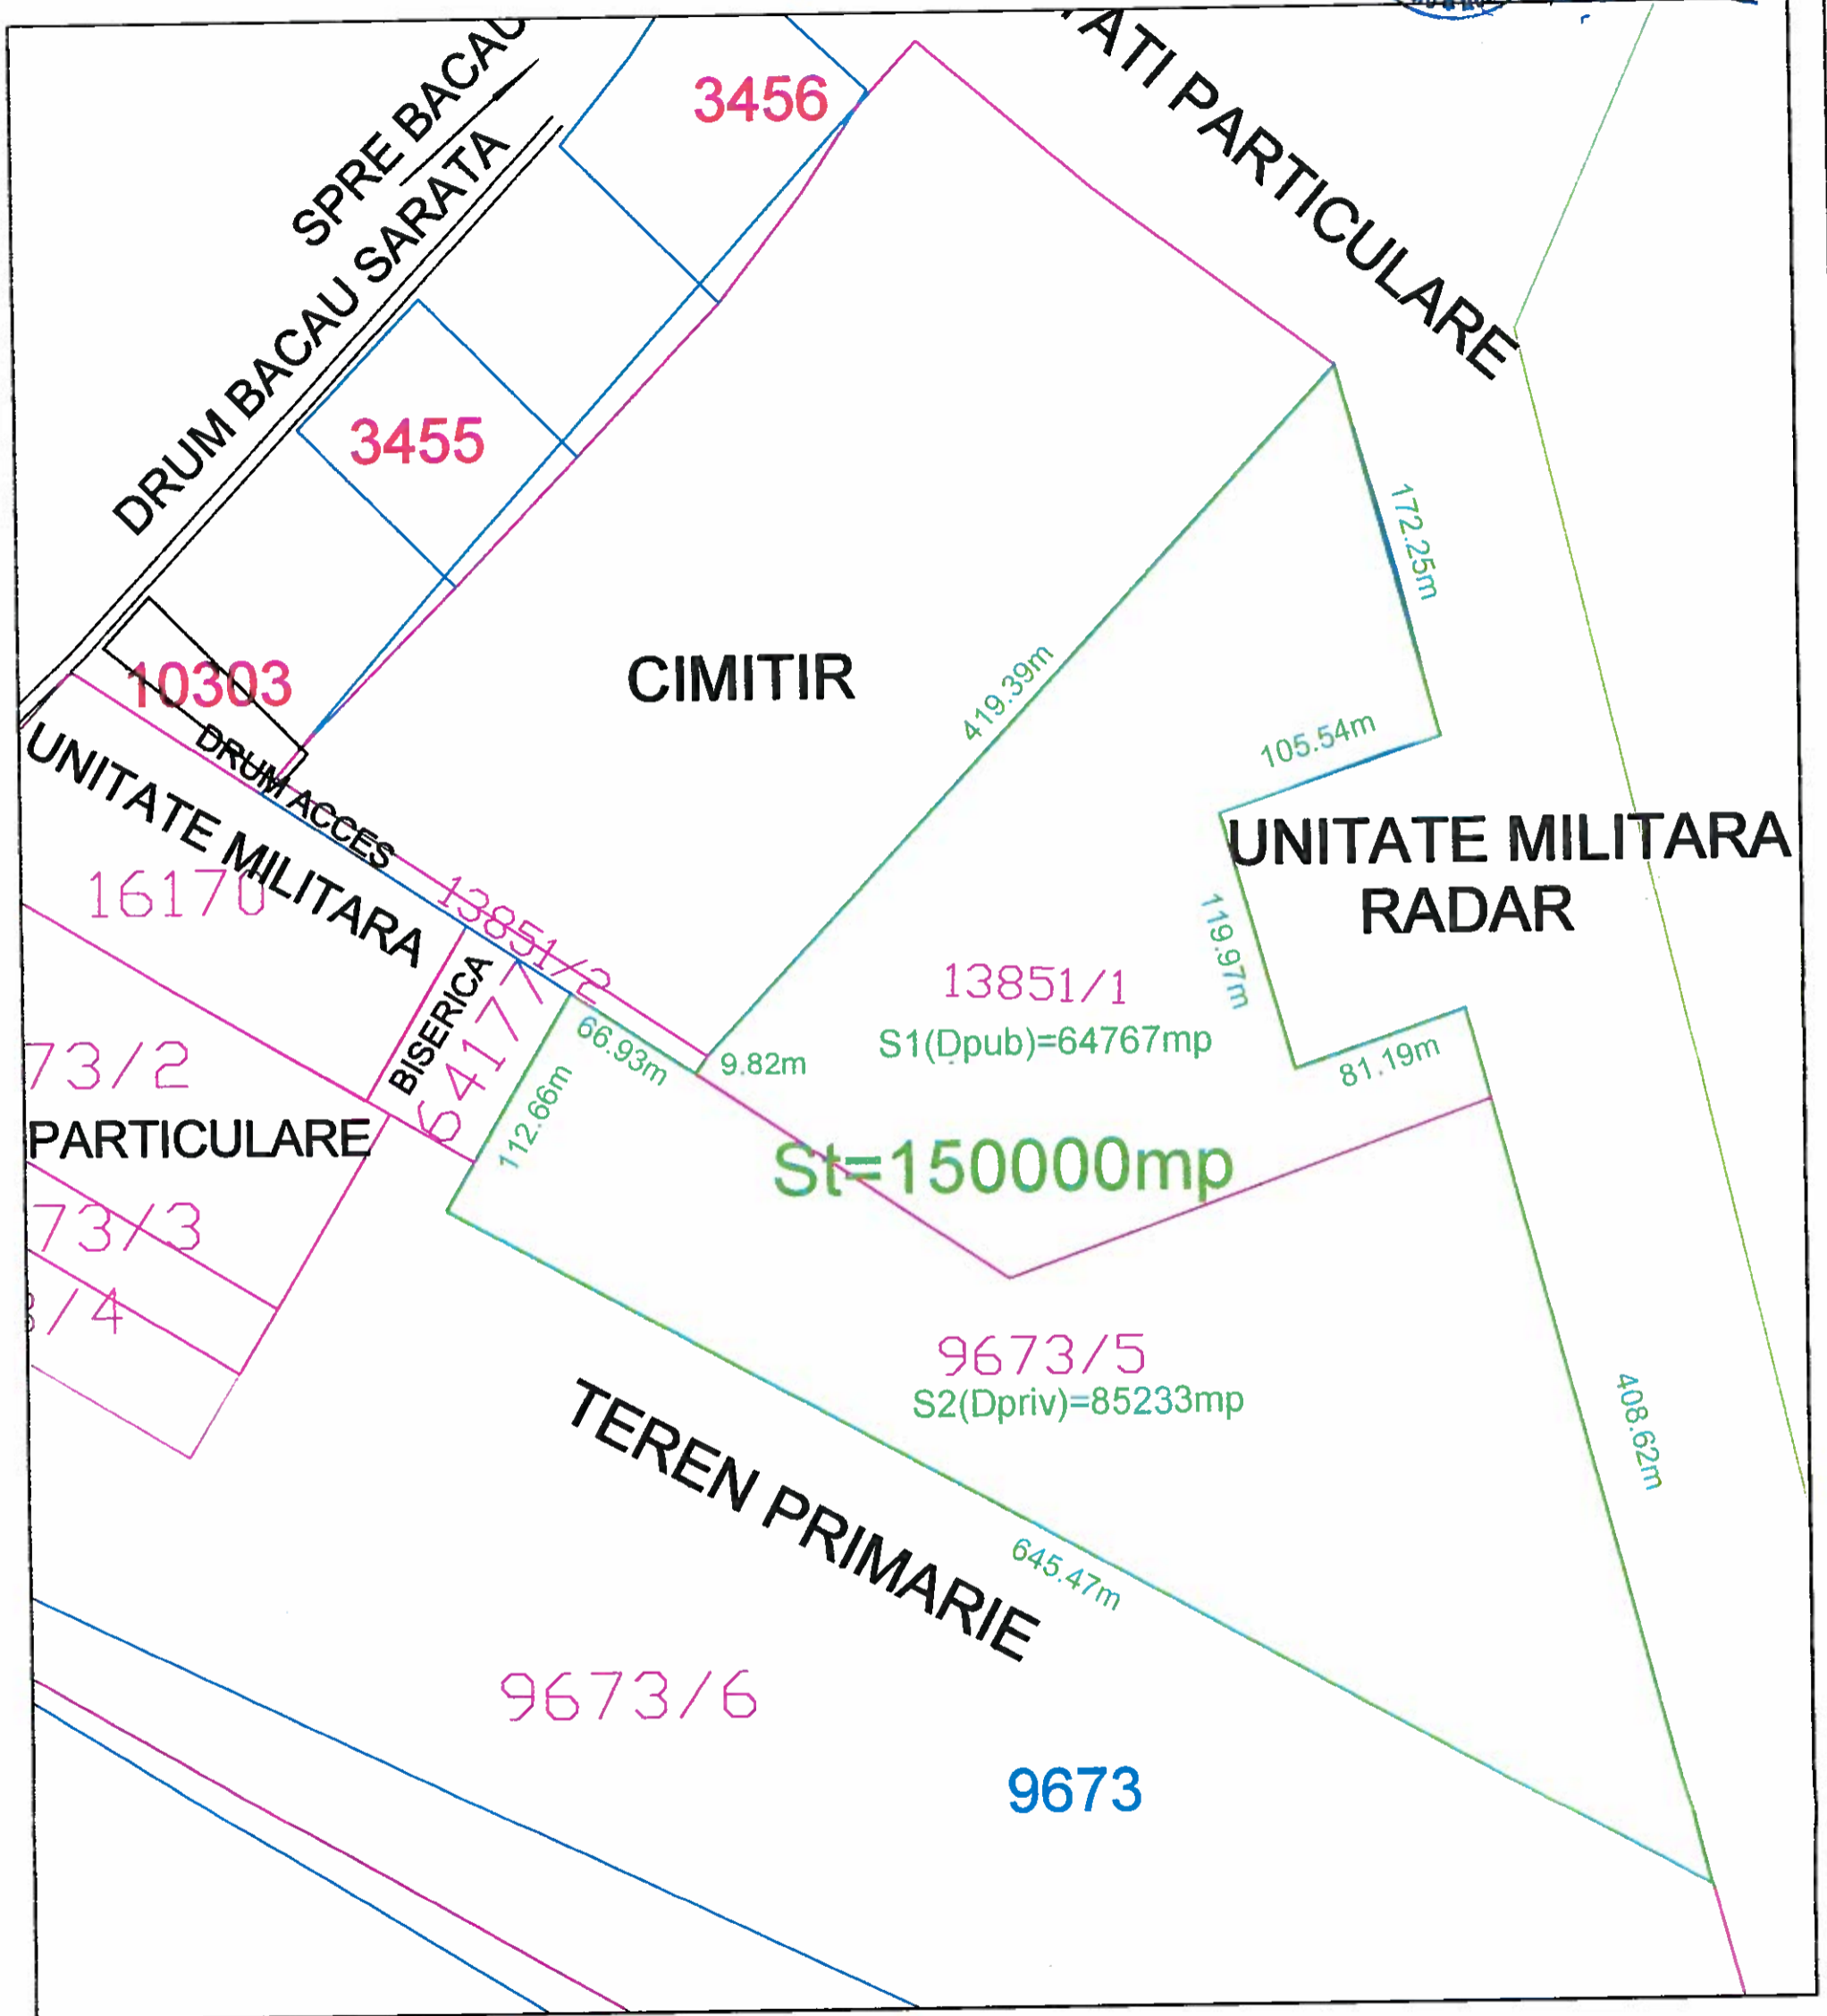 SPRE BACAU
DRUM BACAU SARATA
3456
ATI PARTICULARE
3455
172.25m
10303
CIMITIR
419.39m
105.54m
DRUM ACCES
UNITATE MILITARA
16170
UNITATE MILITARA
RADAR
13851/2
119.97m
BISERICA
64177
13851/1
S1(Dpub)=64767mp
66.93m
9.82m
81.19m
73/2
112.66m
PARTICULARE
St=150000mp
73/3
3/4
9673/5
S2(Dpriv)=85233mp
408.62m
TEREN PRIMARIE
645.47m
9673/6
9673